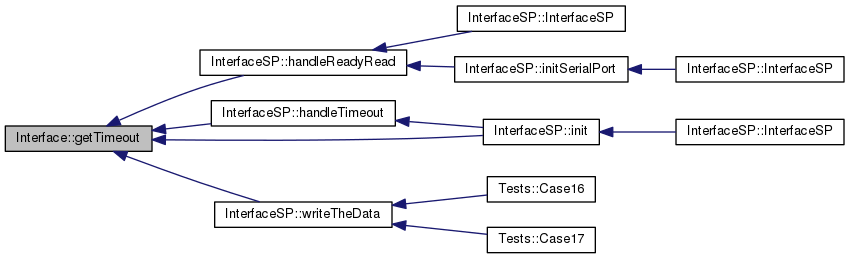 InterfaceSP::InterfaceSP
InterfaceSP::handleReadyRead
InterfaceSP::initSerialPort
InterfaceSP::InterfaceSP
InterfaceSP::handleTimeout
Interface::getTimeout
InterfaceSP::init
InterfaceSP::InterfaceSP
Tests::Case16
InterfaceSP::writeTheData
Tests::Case17